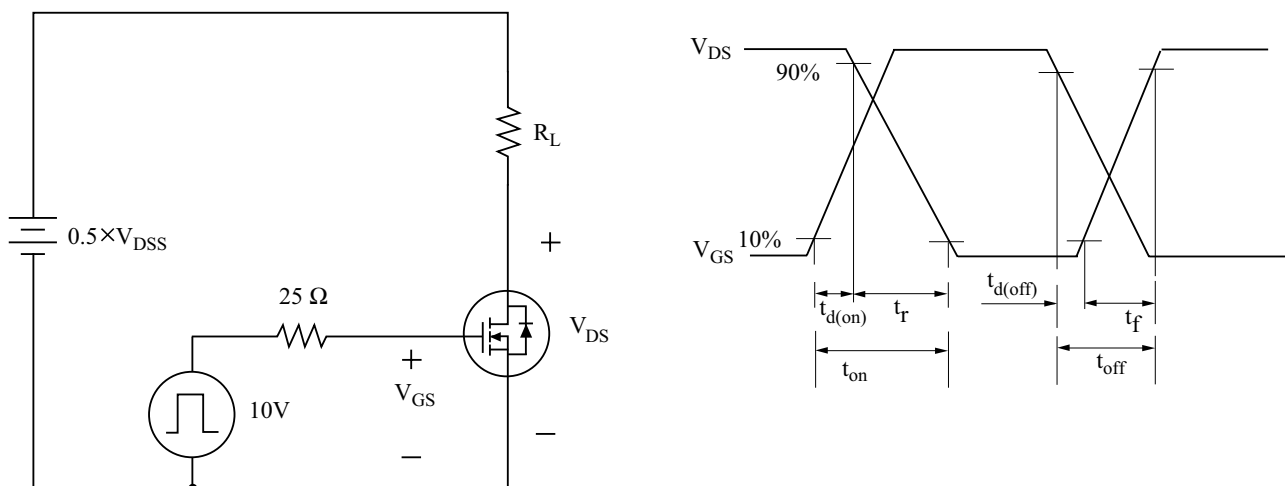 R_L
0.5×V_DSS
+
25 Ω
V_DS
+
V_GS
10V
−
−
V_DS
90%
V_GS
10%
t_d(on)
t_r
t_on
t_d(off)
t_f
t_off